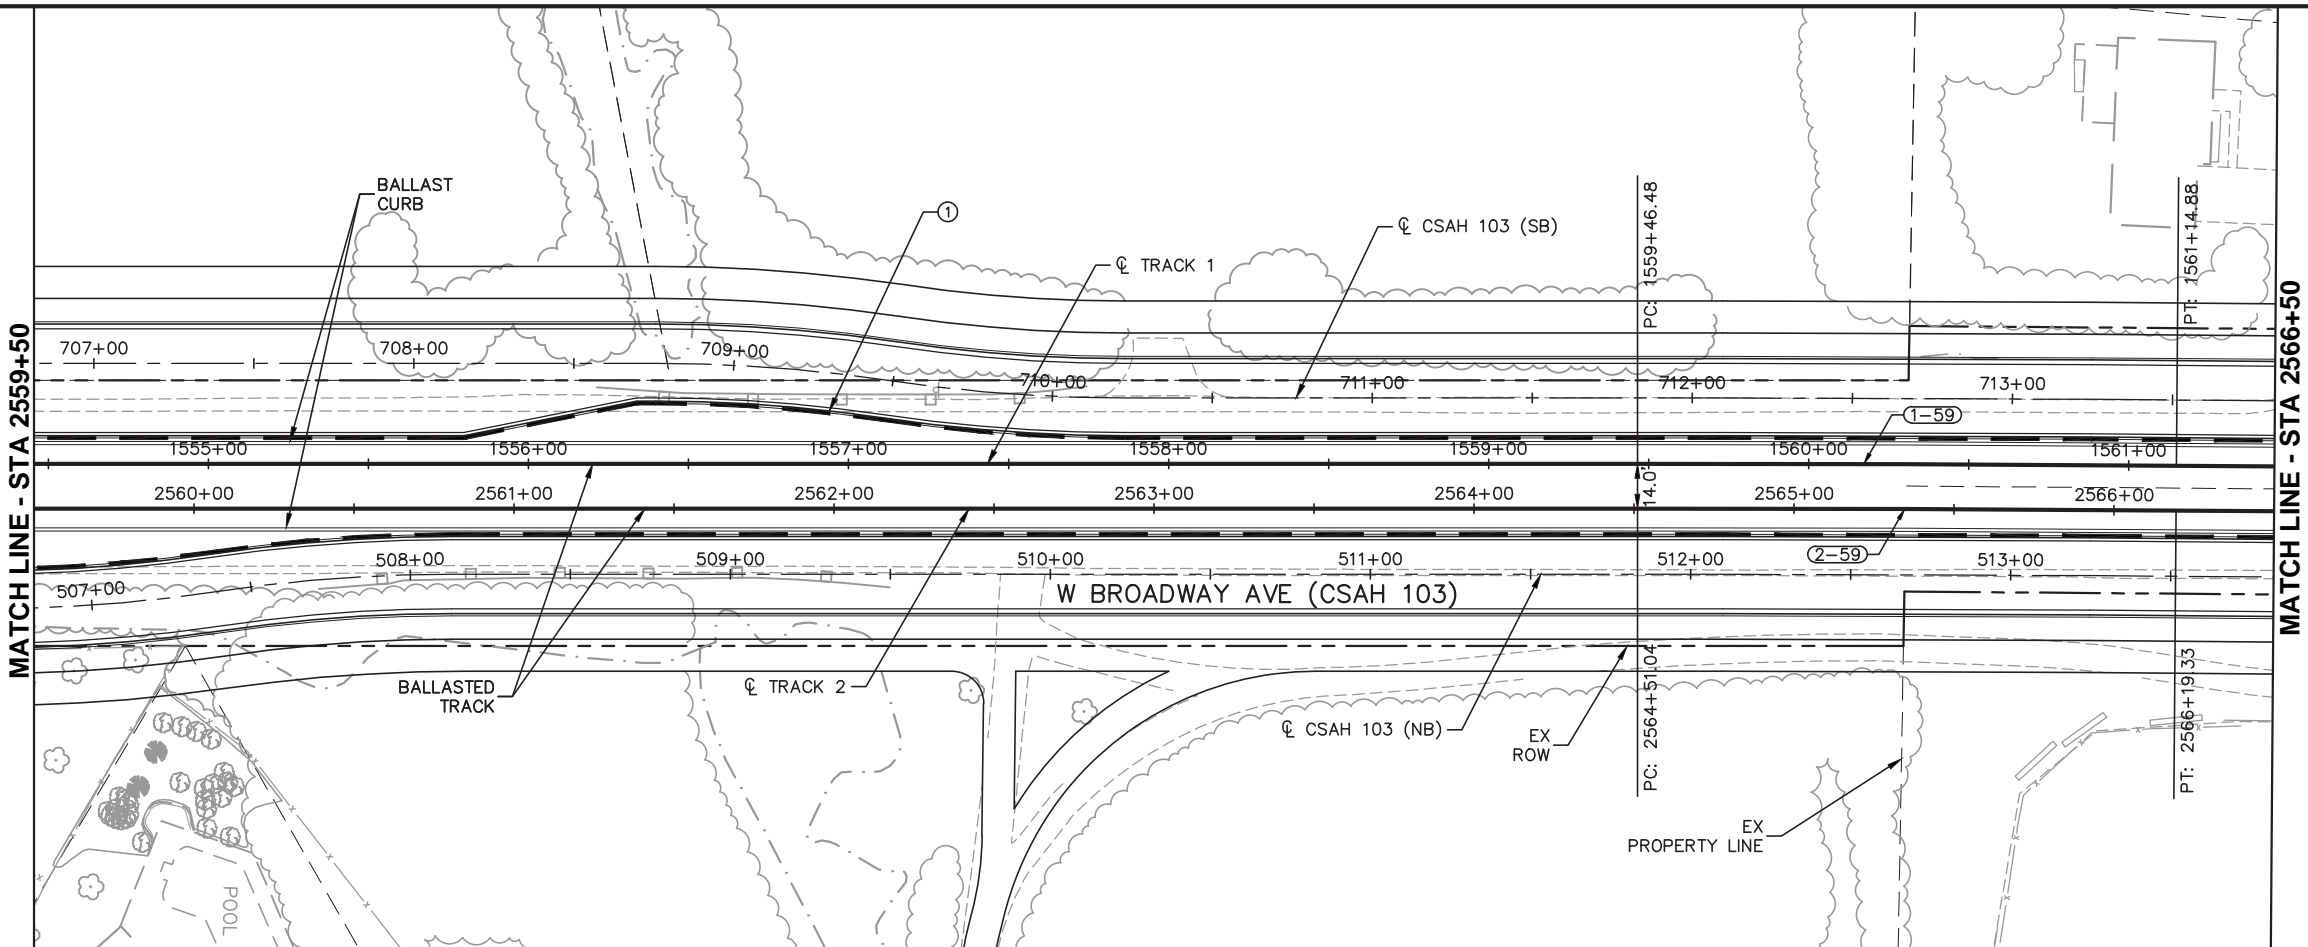 BALLAST
CURB
1
℄ CSAH 103 (SB)
℄ TRACK 1
PC: 1559+46.48
PT: 1561+14.88
MATCH LINE - STA 2559+50
MATCH LINE - STA 2566+50
707+00
708+00
709+00
710+00
711+00
712+00
713+00
1-59
1555+00
1556+00
1557+00
1558+00
1559+00
1560+00
1561+00
14.0'
2560+00
2561+00
2562+00
2563+00
2564+00
2565+00
2566+00
2-59
507+00
508+00
509+00
510+00
511+00
512+00
513+00
W BROADWAY AVE (CSAH 103)
BALLASTED
TRACK
℄ TRACK 2
℄ CSAH 103 (NB)
EX
ROW
PC: 2564+51.04
PT: 2566+19.33
EX
PROPERTY LINE
POOL